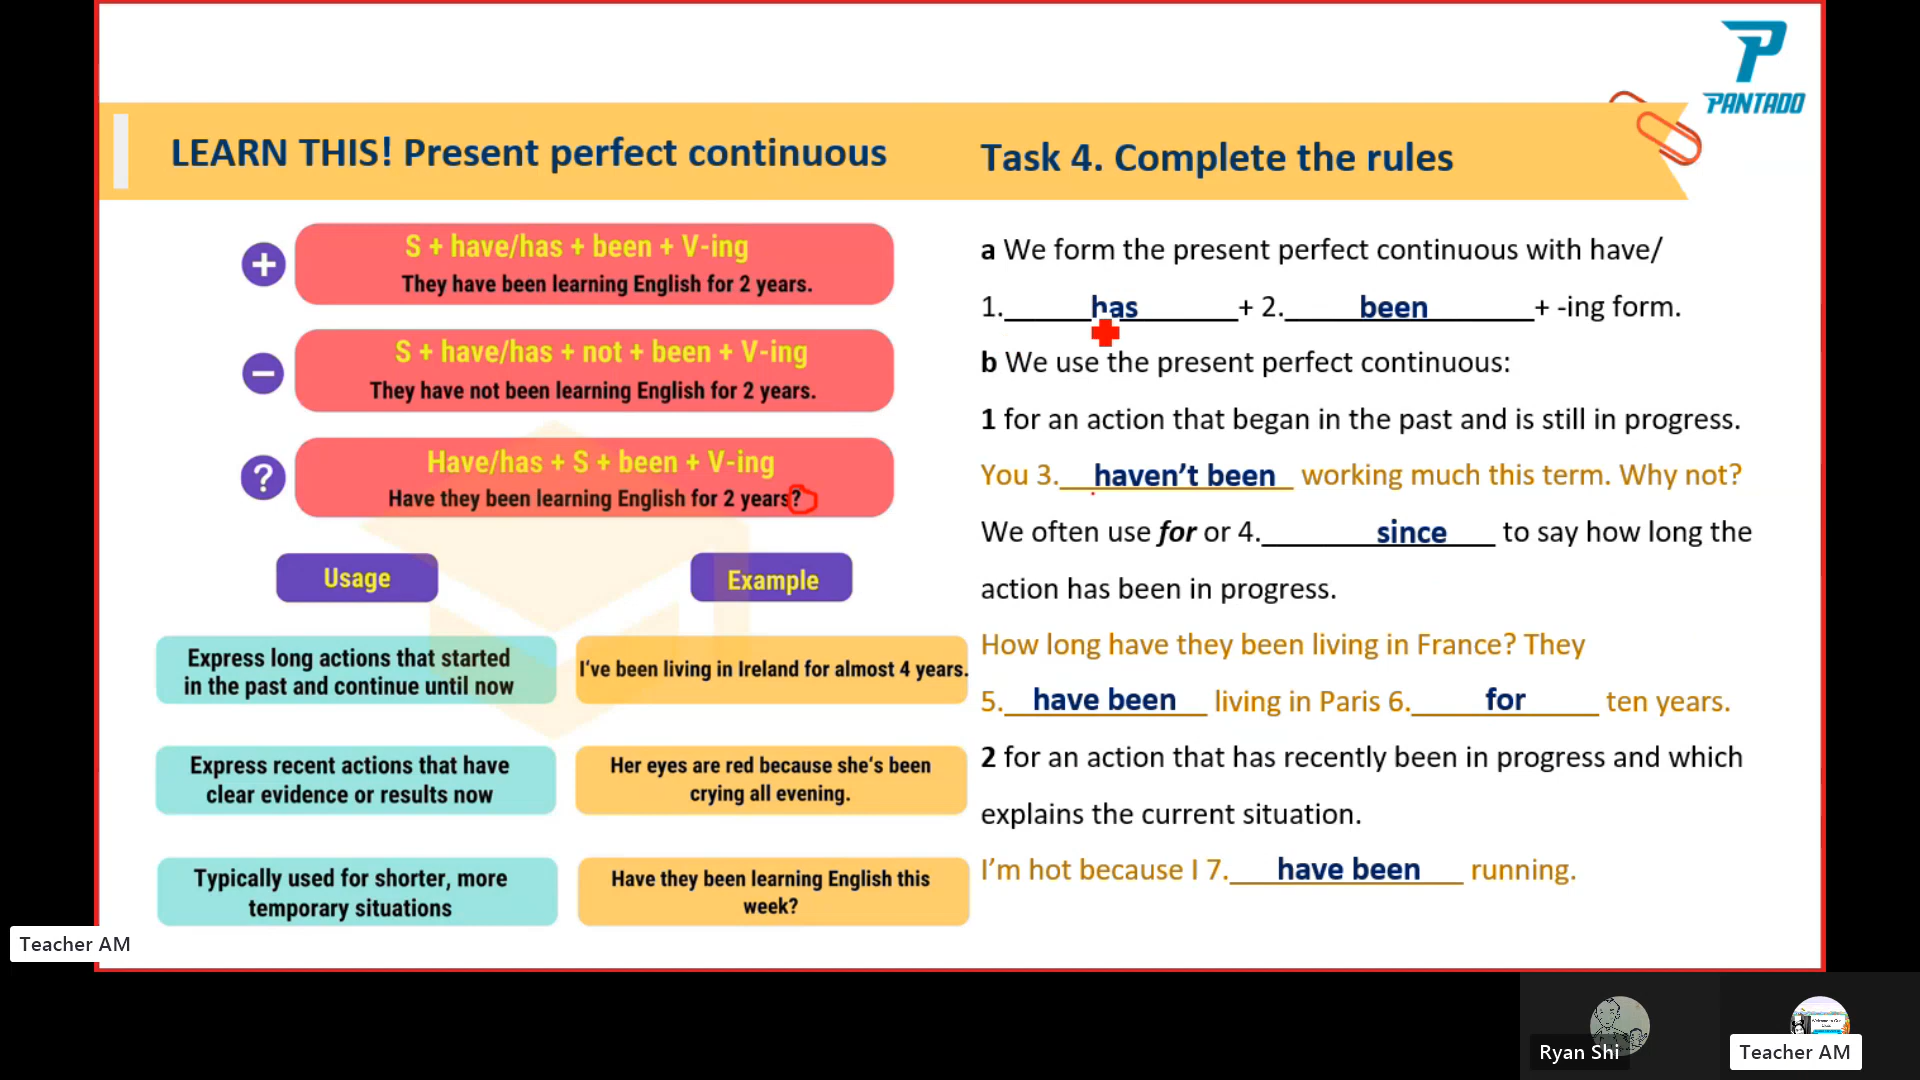 PANTADO
LEARN THIS! Present perfect continuous
Task 4. Complete the rules
+
S + have/has + been + V-ing
They have been learning English for 2 years.
−
S + have/has + not + been + V-ing
They have not been learning English for 2 years.
?
Have/has + S + been + V-ing
Have they been learning English for 2 years?
Usage
Example
Express long actions that started
in the past and continue until now
I've been living in Ireland for almost 4 years.
Express recent actions that have
clear evidence or results now
Her eyes are red because she's been
crying all evening.
Typically used for shorter, more
temporary situations
Have they been learning English this
week?
a We form the present perfect continuous with have/
1.______has_______+ 2._____been_______+ -ing form.
b We use the present perfect continuous:
1 for an action that began in the past and is still in progress.
You 3.__haven't been_ working much this term. Why not?
We often use for or 4._______since___ to say how long the
action has been in progress.
How long have they been living in France? They
5.__have been__ living in Paris 6._____for_____ ten years.
2 for an action that has recently been in progress and which
explains the current situation.
I'm hot because I 7.___have been___ running.
Teacher AM
Ryan Shi
Teacher AM